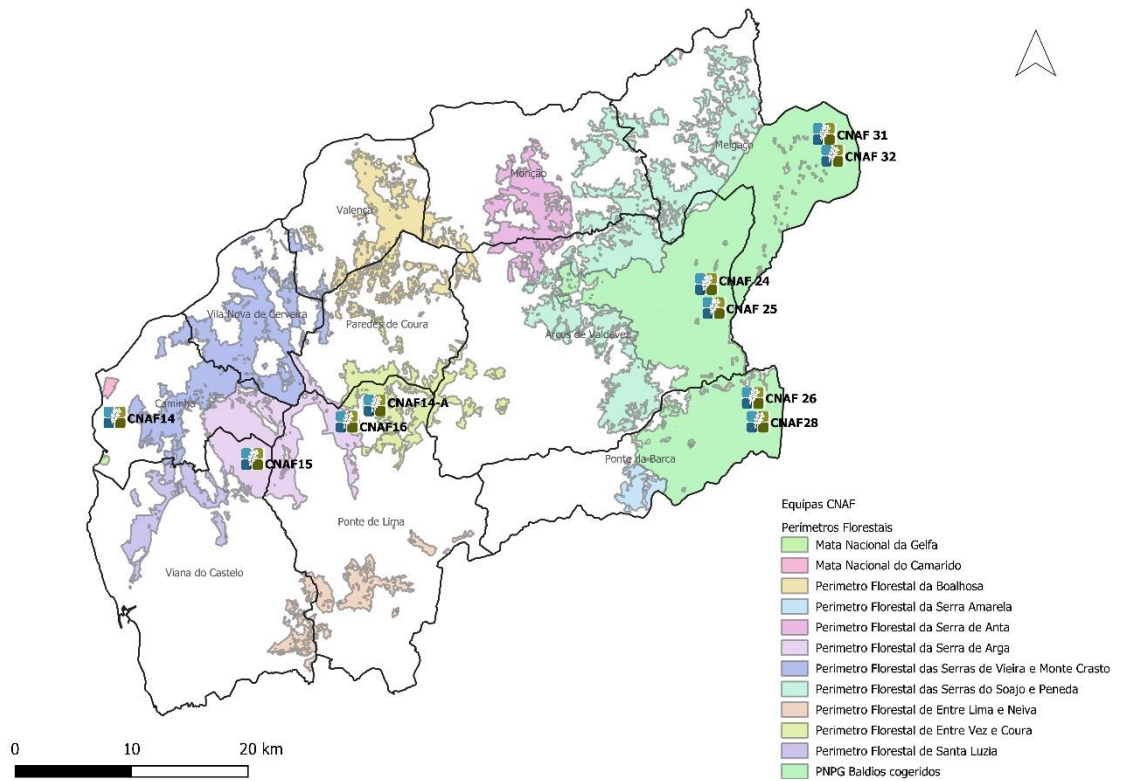 CNAF 31
CNAF 32
Melgaço
Monção
Valença
CNAF 24
CNAF 25
Vila Nova de Cerveira
Paredes de Coura
Arcos de Valdevez
CNAF 26
CNAF28
Caminha
CNAF14
CNAF14-A
CNAF16
CNAF15
Ponte da Barca
Ponte de Lima
Viana do Castelo
Equipas CNAF
Perímetros Florestais
Mata Nacional da Gelfa
Mata Nacional do Camarido
Perimetro Florestal da Boalhosa
Perimetro Florestal da Serra Amarela
Perimetro Florestal da Serra de Anta
Perimetro Florestal da Serra de Arga
Perimetro Florestal das Serras de Vieira e Monte Crasto
Perimetro Florestal das Serras do Soajo e Peneda
Perimetro Florestal de Entre Lima e Neiva
Perimetro Florestal de Entre Vez e Coura
Perimetro Florestal de Santa Luzia
PNPG Baldios cogeridos
0 10 20 km